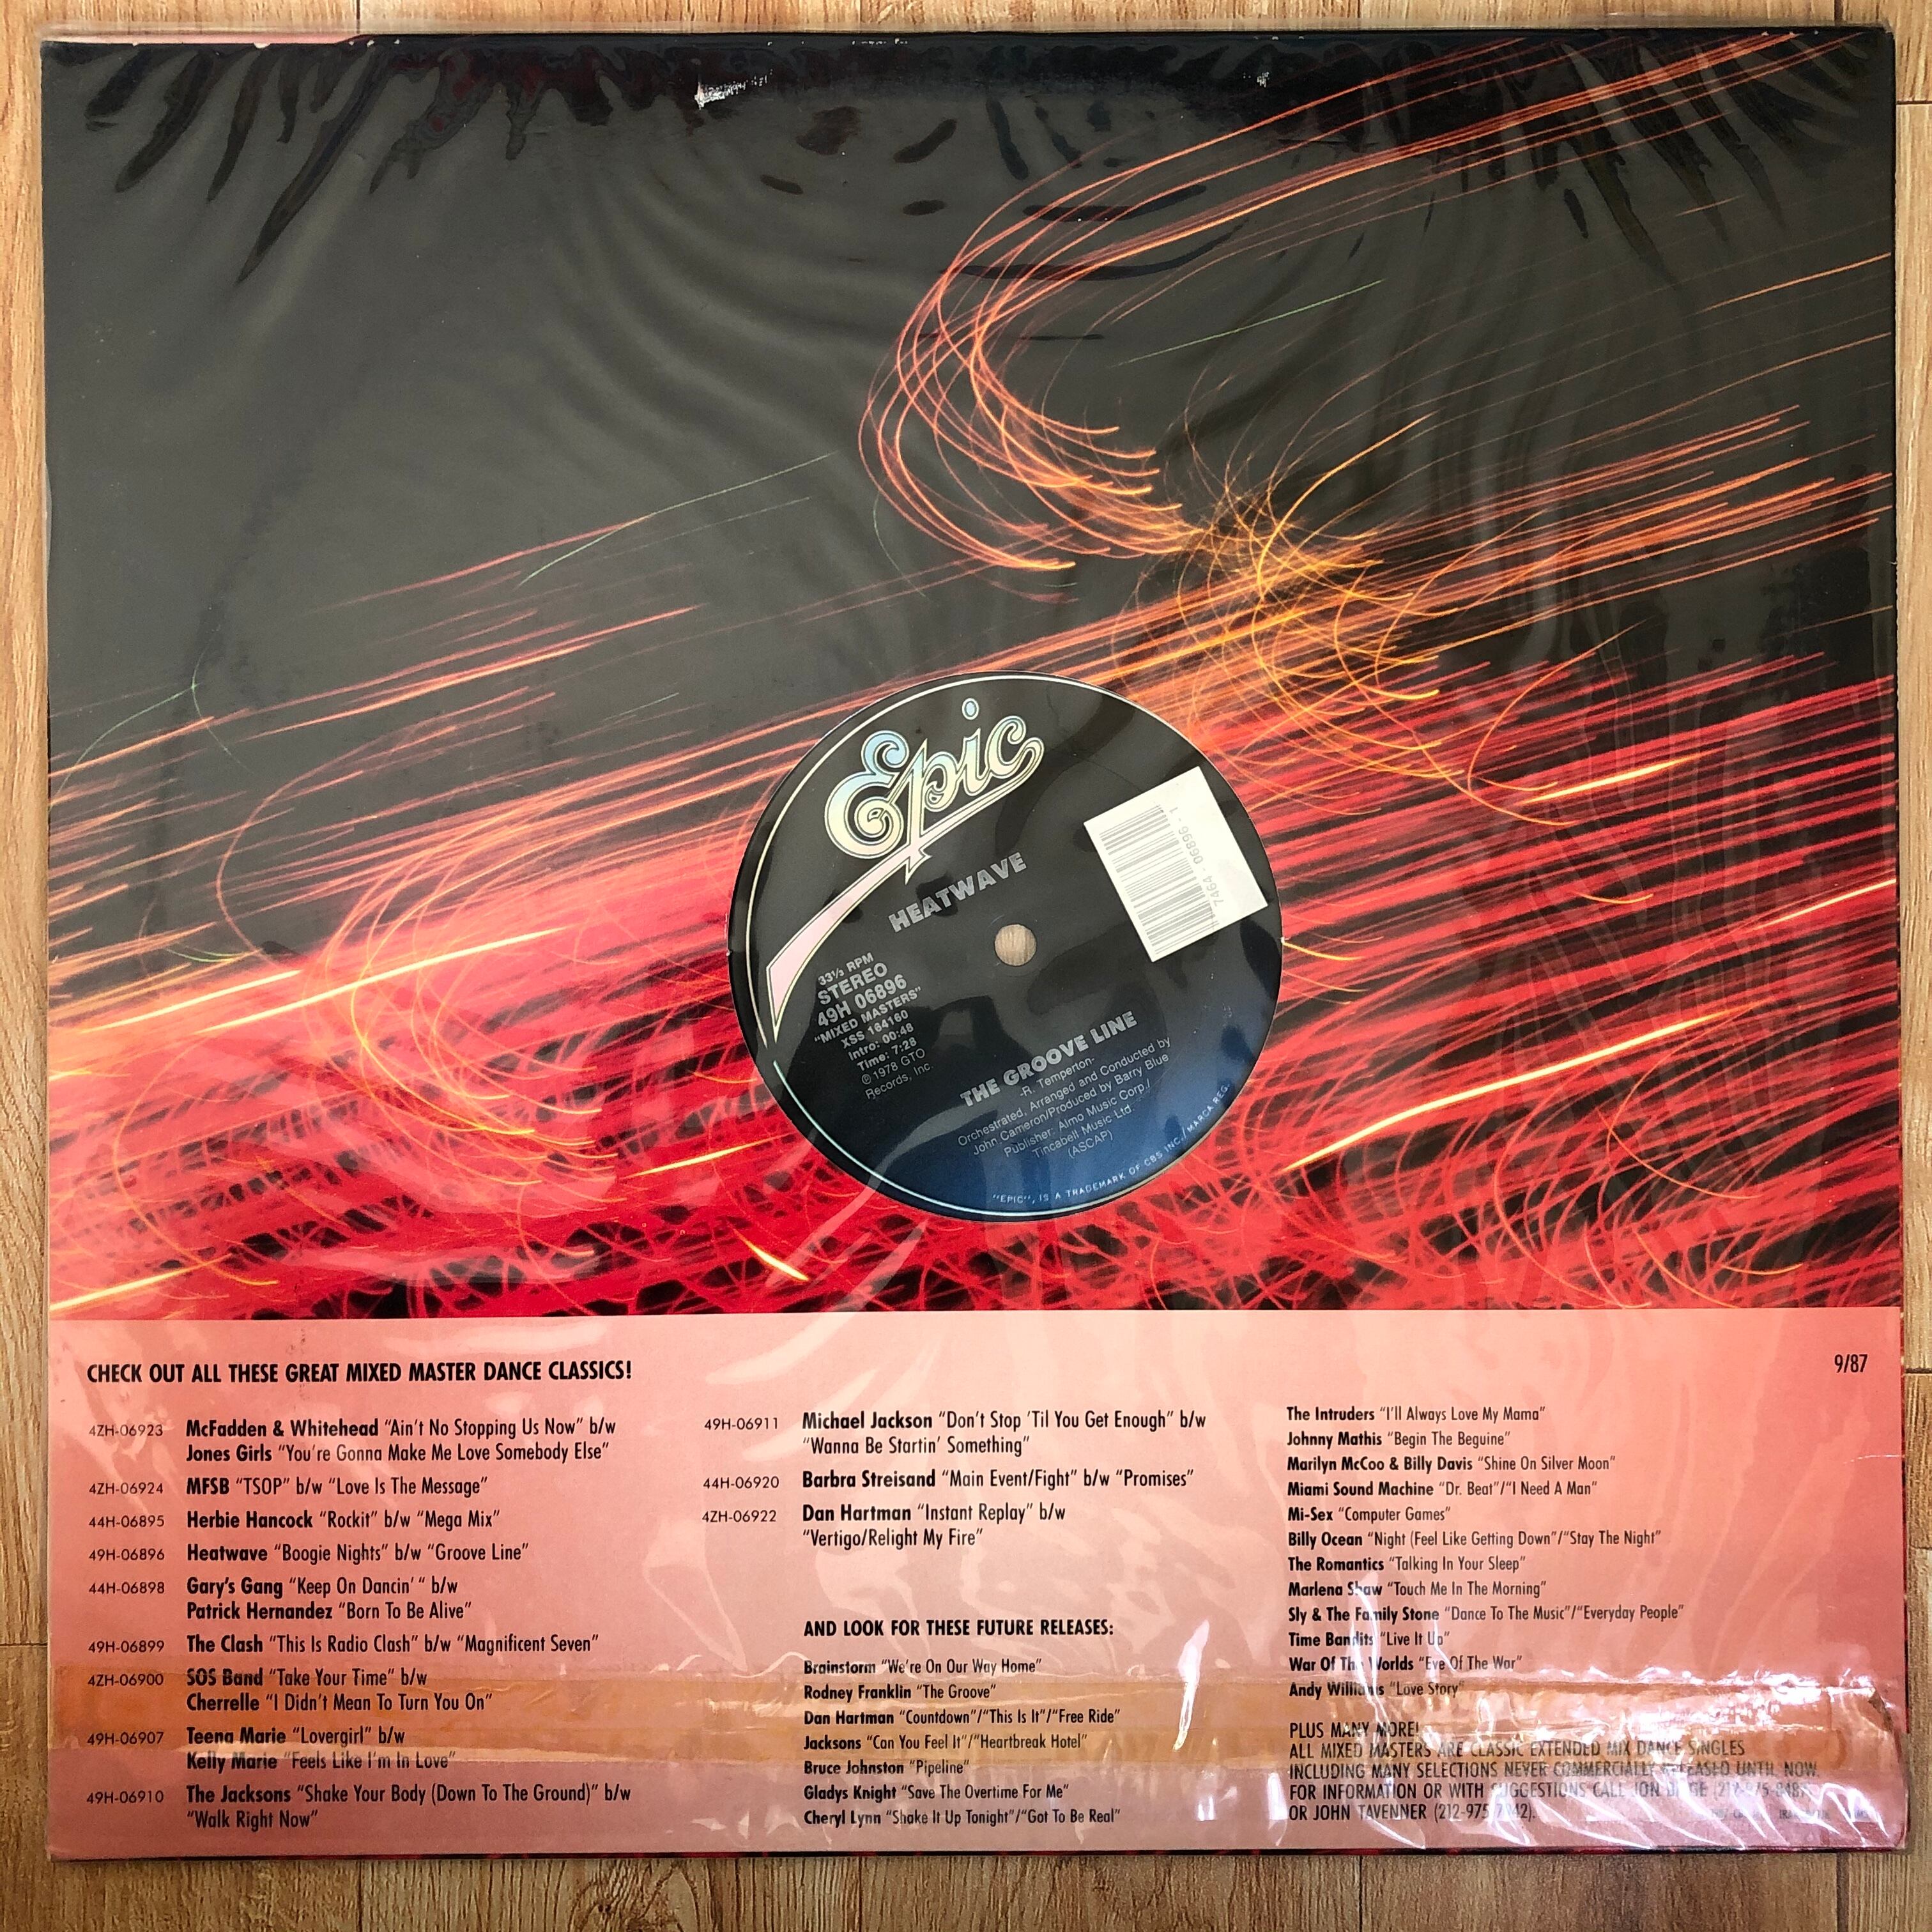 Epic
HEATWAVE
7464-06896-1
33⅓ RPM
STEREO
49H 06896
"MIXED MASTERS"
XSS 164160
Intro: 00:48
Time: 7:28
℗ 1978 GTO
Records, Inc
THE GROOVE LINE
-R. Temperton-
Orchestrated, Arranged and Conducted by
John Cameron/Produced by Barry Blue
Publisher: Almo Music Corp./
Tincabell Music Ltd.
(ASCAP)
"EPIC", IS A TRADEMARK OF CBS INC./MARCA REG.
CHECK OUT ALL THESE GREAT MIXED MASTER DANCE CLASSICS!
9/87
4ZH-06923 McFadden & Whitehead “Ain’t No Stopping Us Now” b/w
Jones Girls “You’re Gonna Make Me Love Somebody Else”
4ZH-06924 MFSB “TSOP” b/w “Love Is The Message”
44H-06895 Herbie Hancock “Rockit” b/w “Mega Mix”
49H-06896 Heatwave “Boogie Nights” b/w “Groove Line”
44H-06898 Gary’s Gang “Keep On Dancin’ “ b/w
Patrick Hernandez “Born To Be Alive”
49H-06899 The Clash “This Is Radio Clash” b/w “Magnificent Seven”
4ZH-06900 SOS Band “Take Your Time” b/w
Cherrelle “I Didn’t Mean To Turn You On”
49H-06907 Teena Marie “Lovergirl” b/w
Kelly Marie “Feels Like I’m In Love”
49H-06910 The Jacksons “Shake Your Body (Down To The Ground)” b/w
“Walk Right Now”
49H-06911 Michael Jackson “Don’t Stop ’Til You Get Enough” b/w
“Wanna Be Startin’ Something”
44H-06920 Barbra Streisand “Main Event/Fight” b/w “Promises”
4ZH-06922 Dan Hartman “Instant Replay” b/w
“Vertigo/Relight My Fire”
AND LOOK FOR THESE FUTURE RELEASES:
Brainstorm “We’re On Our Way Home”
Rodney Franklin “The Groove”
Dan Hartman “Countdown”/“This Is It”/“Free Ride”
Jacksons “Can You Feel It”/“Heartbreak Hotel”
Bruce Johnston “Pipeline”
Gladys Knight “Save The Overtime For Me”
Cheryl Lynn “Shake It Up Tonight”/“Got To Be Real”
The Intruders “I’ll Always Love My Mama”
Johnny Mathis “Begin The Beguine”
Marilyn McCoo & Billy Davis “Shine On Silver Moon”
Miami Sound Machine “Dr. Beat”/“I Need A Man”
Mi-Sex “Computer Games”
Billy Ocean “Night (Feel Like Getting Down”/“Stay The Night”
The Romantics “Talking In Your Sleep”
Marlena Shaw “Touch Me In The Morning”
Sly & The Family Stone “Dance To The Music”/“Everyday People”
Time Bandits “Live It Up”
War Of The Worlds “Eve Of The War”
Andy Williams “Love Story”
PLUS MANY MORE!
ALL MIXED MASTERS ARE CLASSIC EXTENDED MIX DANCE SINGLES
INCLUDING MANY SELECTIONS NEVER COMMERCIALLY RELEASED UNTIL NOW.
FOR INFORMATION OR WITH SUGGESTIONS CALL JON
OR JOHN TAVENNER